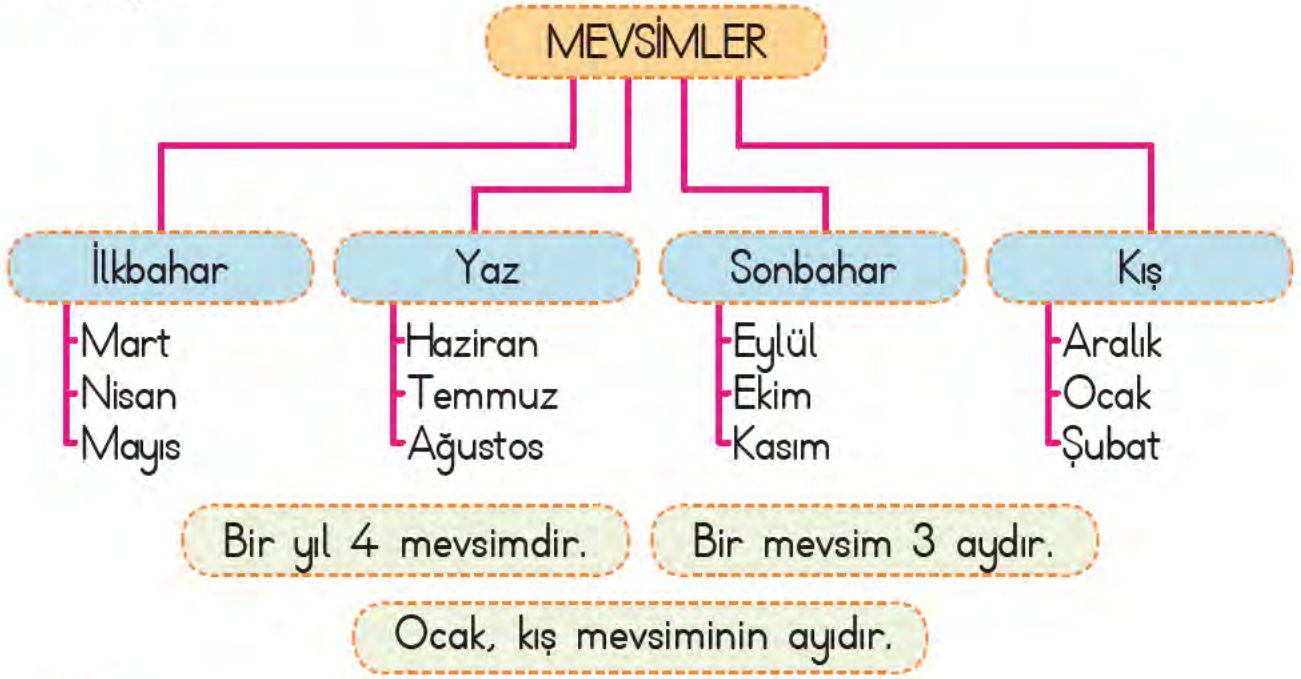 MEVSİMLER
İlkbahar
Mart
Nisan
Mayıs
Yaz
Haziran
Temmuz
Ağustos
Sonbahar
Eylül
Ekim
Kasım
Kış
Aralık
Ocak
Şubat
Bir yıl 4 mevsimdir.
Bir mevsim 3 aydır.
Ocak, kış mevsiminin ayıdır.